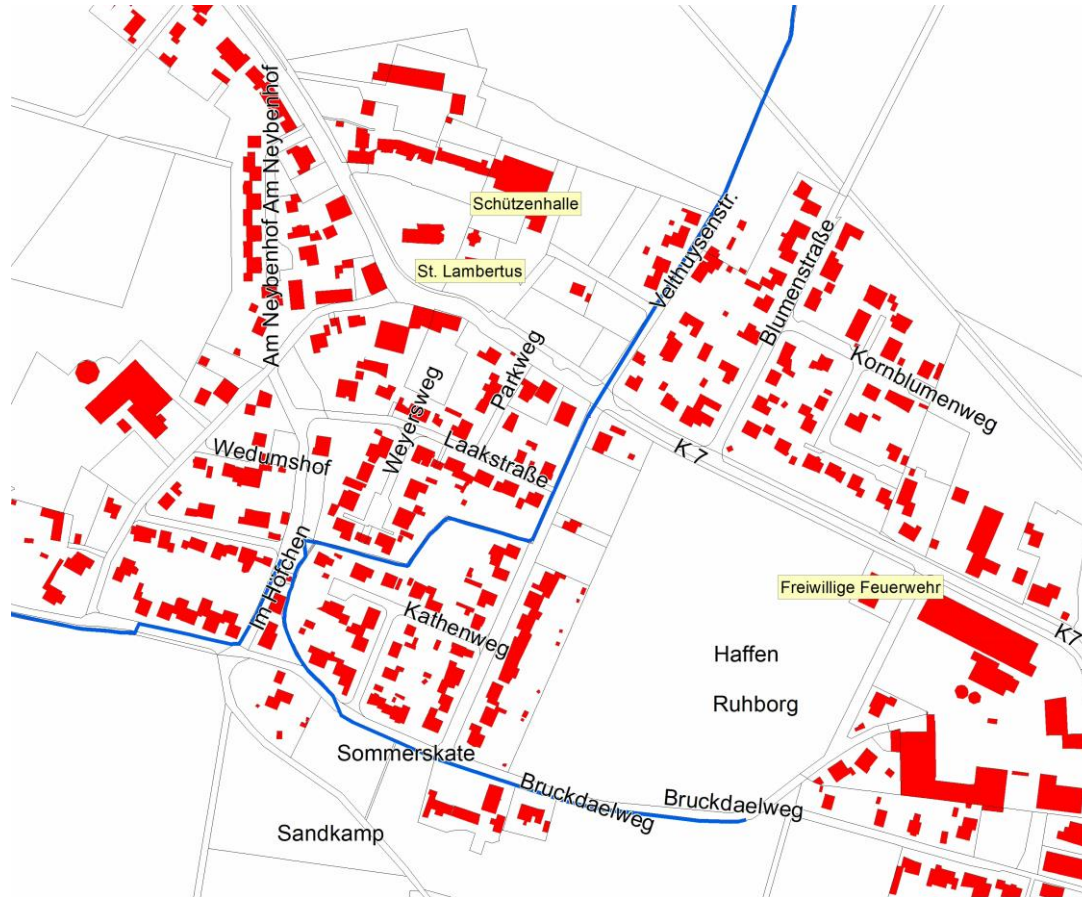 Am Neybenhof
Am Neybenhof
Schützenhalle
St. Lambertus
Velthuysenstr.
Blumenstraße
Kornblumenweg
Parkweg
Weyersweg
Laakstraße
Wedumshof
K 7
Im Höfchen
Kathenweg
Freiwillige Feuerwehr
K7
Haffen
Ruhborg
Sommerskate
Bruckdaelweg
Bruckdaelweg
Sandkamp